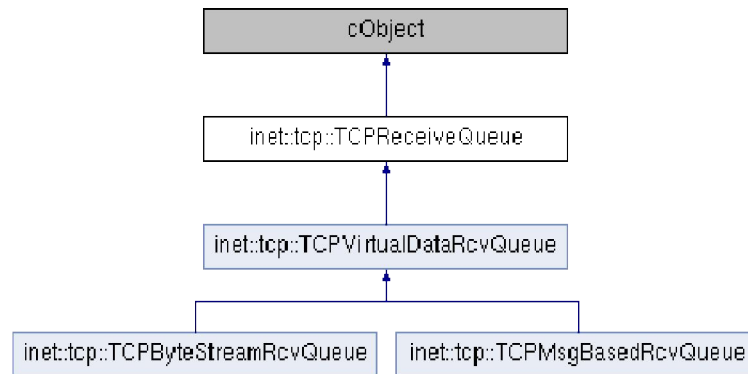 cObject
inet::tcp::TCPReceiveQueue
inet::tcp::TCPVirtualDataRcvQueue
inet::tcp::TCPByteStreamRcvQueue
inet::tcp::TCPMsgBasedRcvQueue